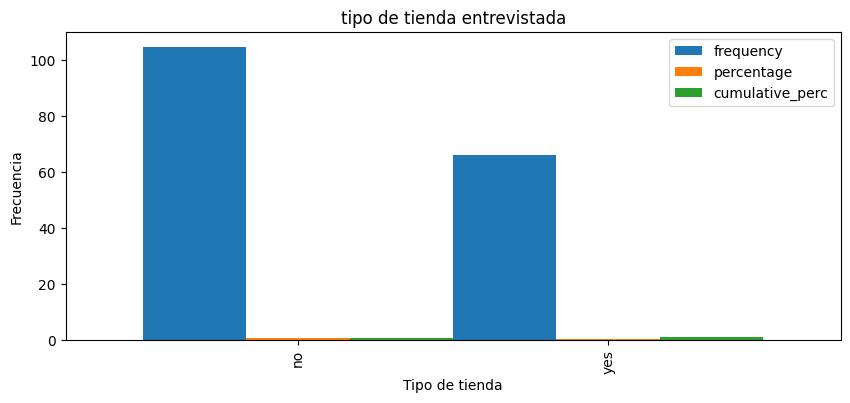 tipo de tienda entrevistada
frequency
percentage
cumulative_perc
Frecuencia
100
80
60
40
20
0
no
yes
Tipo de tienda